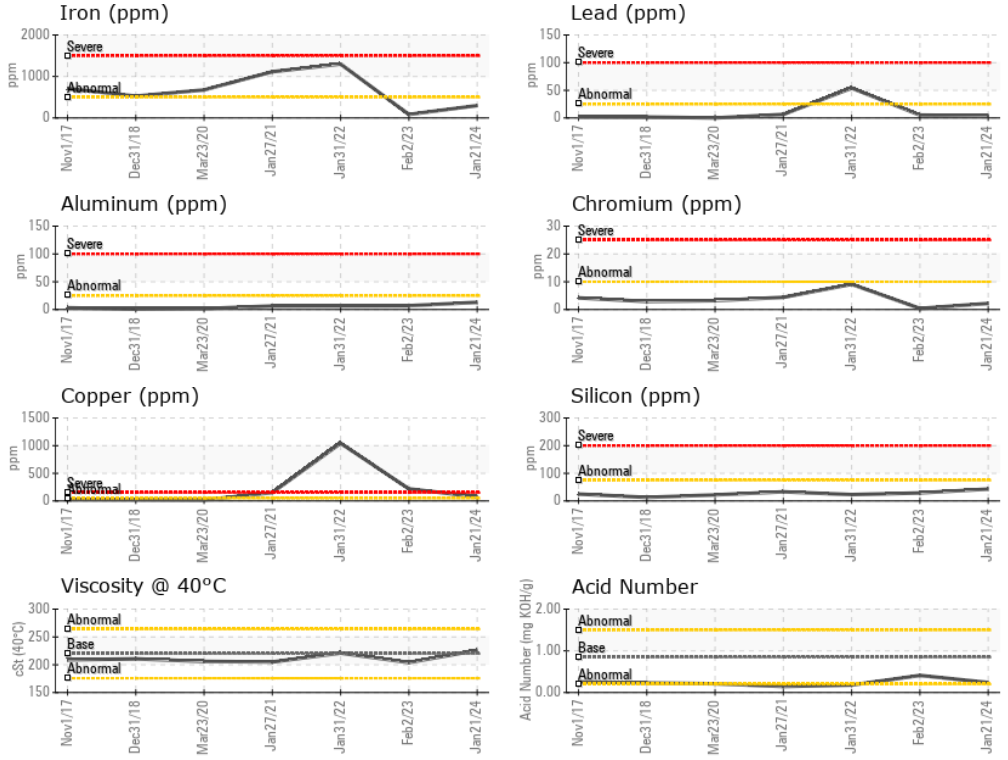 Iron (ppm)
2000
1000
0
ppm
Severe
Abnormal
Nov1/17
Dec31/18
Mar23/20
Jan27/21
Jan31/22
Feb2/23
Jan21/24
Lead (ppm)
150
100
50
0
ppm
Severe
Abnormal
Nov1/17
Dec31/18
Mar23/20
Jan27/21
Jan31/22
Feb2/23
Jan21/24
Aluminum (ppm)
150
100
50
0
ppm
Severe
Abnormal
Nov1/17
Dec31/18
Mar23/20
Jan27/21
Jan31/22
Feb2/23
Jan21/24
Chromium (ppm)
30
20
10
0
ppm
Severe
Abnormal
Nov1/17
Dec31/18
Mar23/20
Jan27/21
Jan31/22
Feb2/23
Jan21/24
Copper (ppm)
1500
1000
500
0
ppm
Severe
Abnormal
Nov1/17
Dec31/18
Mar23/20
Jan27/21
Jan31/22
Feb2/23
Jan21/24
Silicon (ppm)
300
200
100
0
ppm
Severe
Abnormal
Nov1/17
Dec31/18
Mar23/20
Jan27/21
Jan31/22
Feb2/23
Jan21/24
Viscosity @ 40°C
300
250
200
150
cSt (40°C)
Abnormal
Base
Abnormal
Nov1/17
Dec31/18
Mar23/20
Jan27/21
Jan31/22
Feb2/23
Jan21/24
Acid Number
2.00
1.00
0.00
Acid Number (mg KOH/g)
Abnormal
Base
Abnormal
Nov1/17
Dec31/18
Mar23/20
Jan27/21
Jan31/22
Feb2/23
Jan21/24